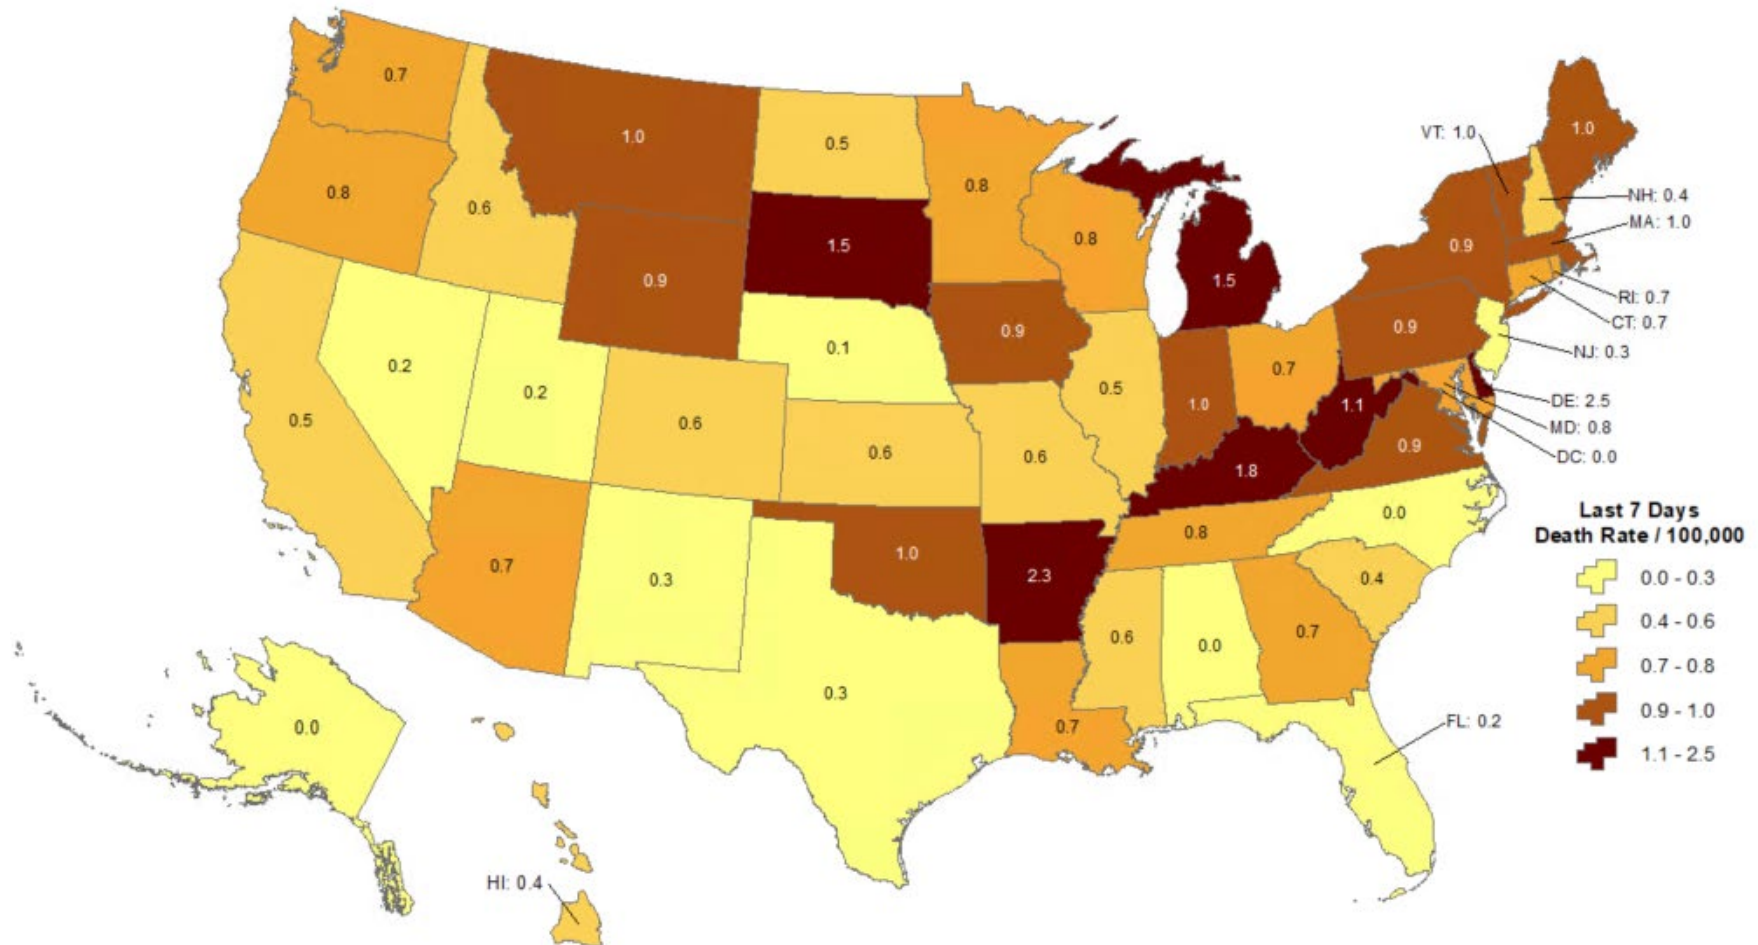 0.7
1.0
0.5
0.8
VT: 1.0
1.0
0.8
0.6
NH: 0.4
MA: 1.0
1.5
0.8
0.9
0.9
1.5
RI: 0.7
CT: 0.7
0.9
0.9
NJ: 0.3
0.1
0.2
0.7
0.2
0.5
1.0
1.1
DE: 2.5
MD: 0.8
DC: 0.0
0.5
0.6
0.6
0.6
1.8
0.9
0.0
0.8
1.0
0.7
0.3
2.3
0.4
0.6
0.0
0.7
0.3
0.0
0.7
FL: 0.2
HI: 0.4
Last 7 Days
Death Rate / 100,000
0.0 - 0.3
0.4 - 0.6
0.7 - 0.8
0.9 - 1.0
1.1 - 2.5